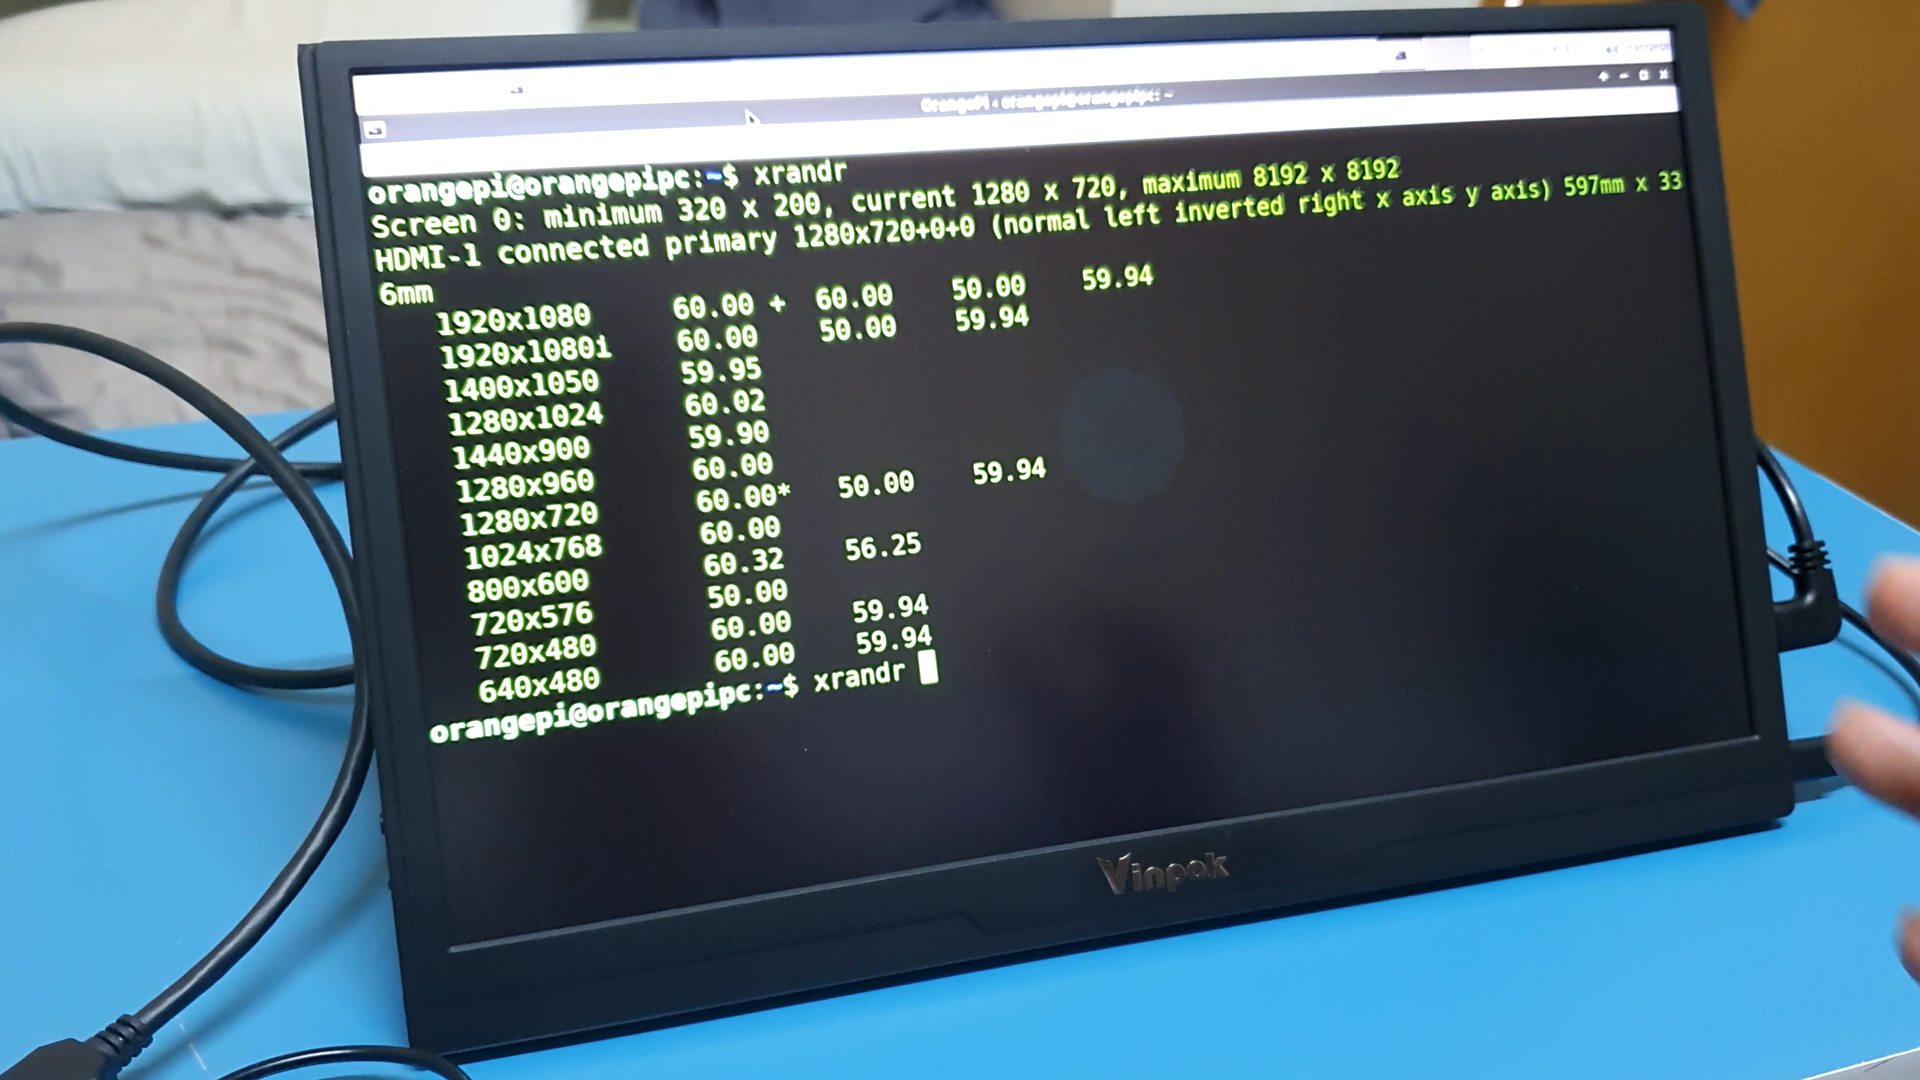 OrangePi - orangepi@orangepipc: ~
orangepi@orangepipc:~$ xrandr
Screen 0: minimum 320 x 200, current 1280 x 720, maximum 8192 x 8192
HDMI-1 connected primary 1280x720+0+0 (normal left inverted right x axis y axis) 597mm x 33
6mm
1920x1080 60.00 + 60.00 50.00 59.94
1920x1080i 60.00 50.00 59.94
1400x1050 59.95
1280x1024 60.02
1440x900 59.90
1280x960 60.00
1280x720 60.00* 50.00 59.94
1024x768 60.00
800x600 60.32 56.25
720x576 50.00
720x480 60.00 59.94
640x480 60.00 59.94
orangepi@orangepipc:~$ xrandr
Vinpok